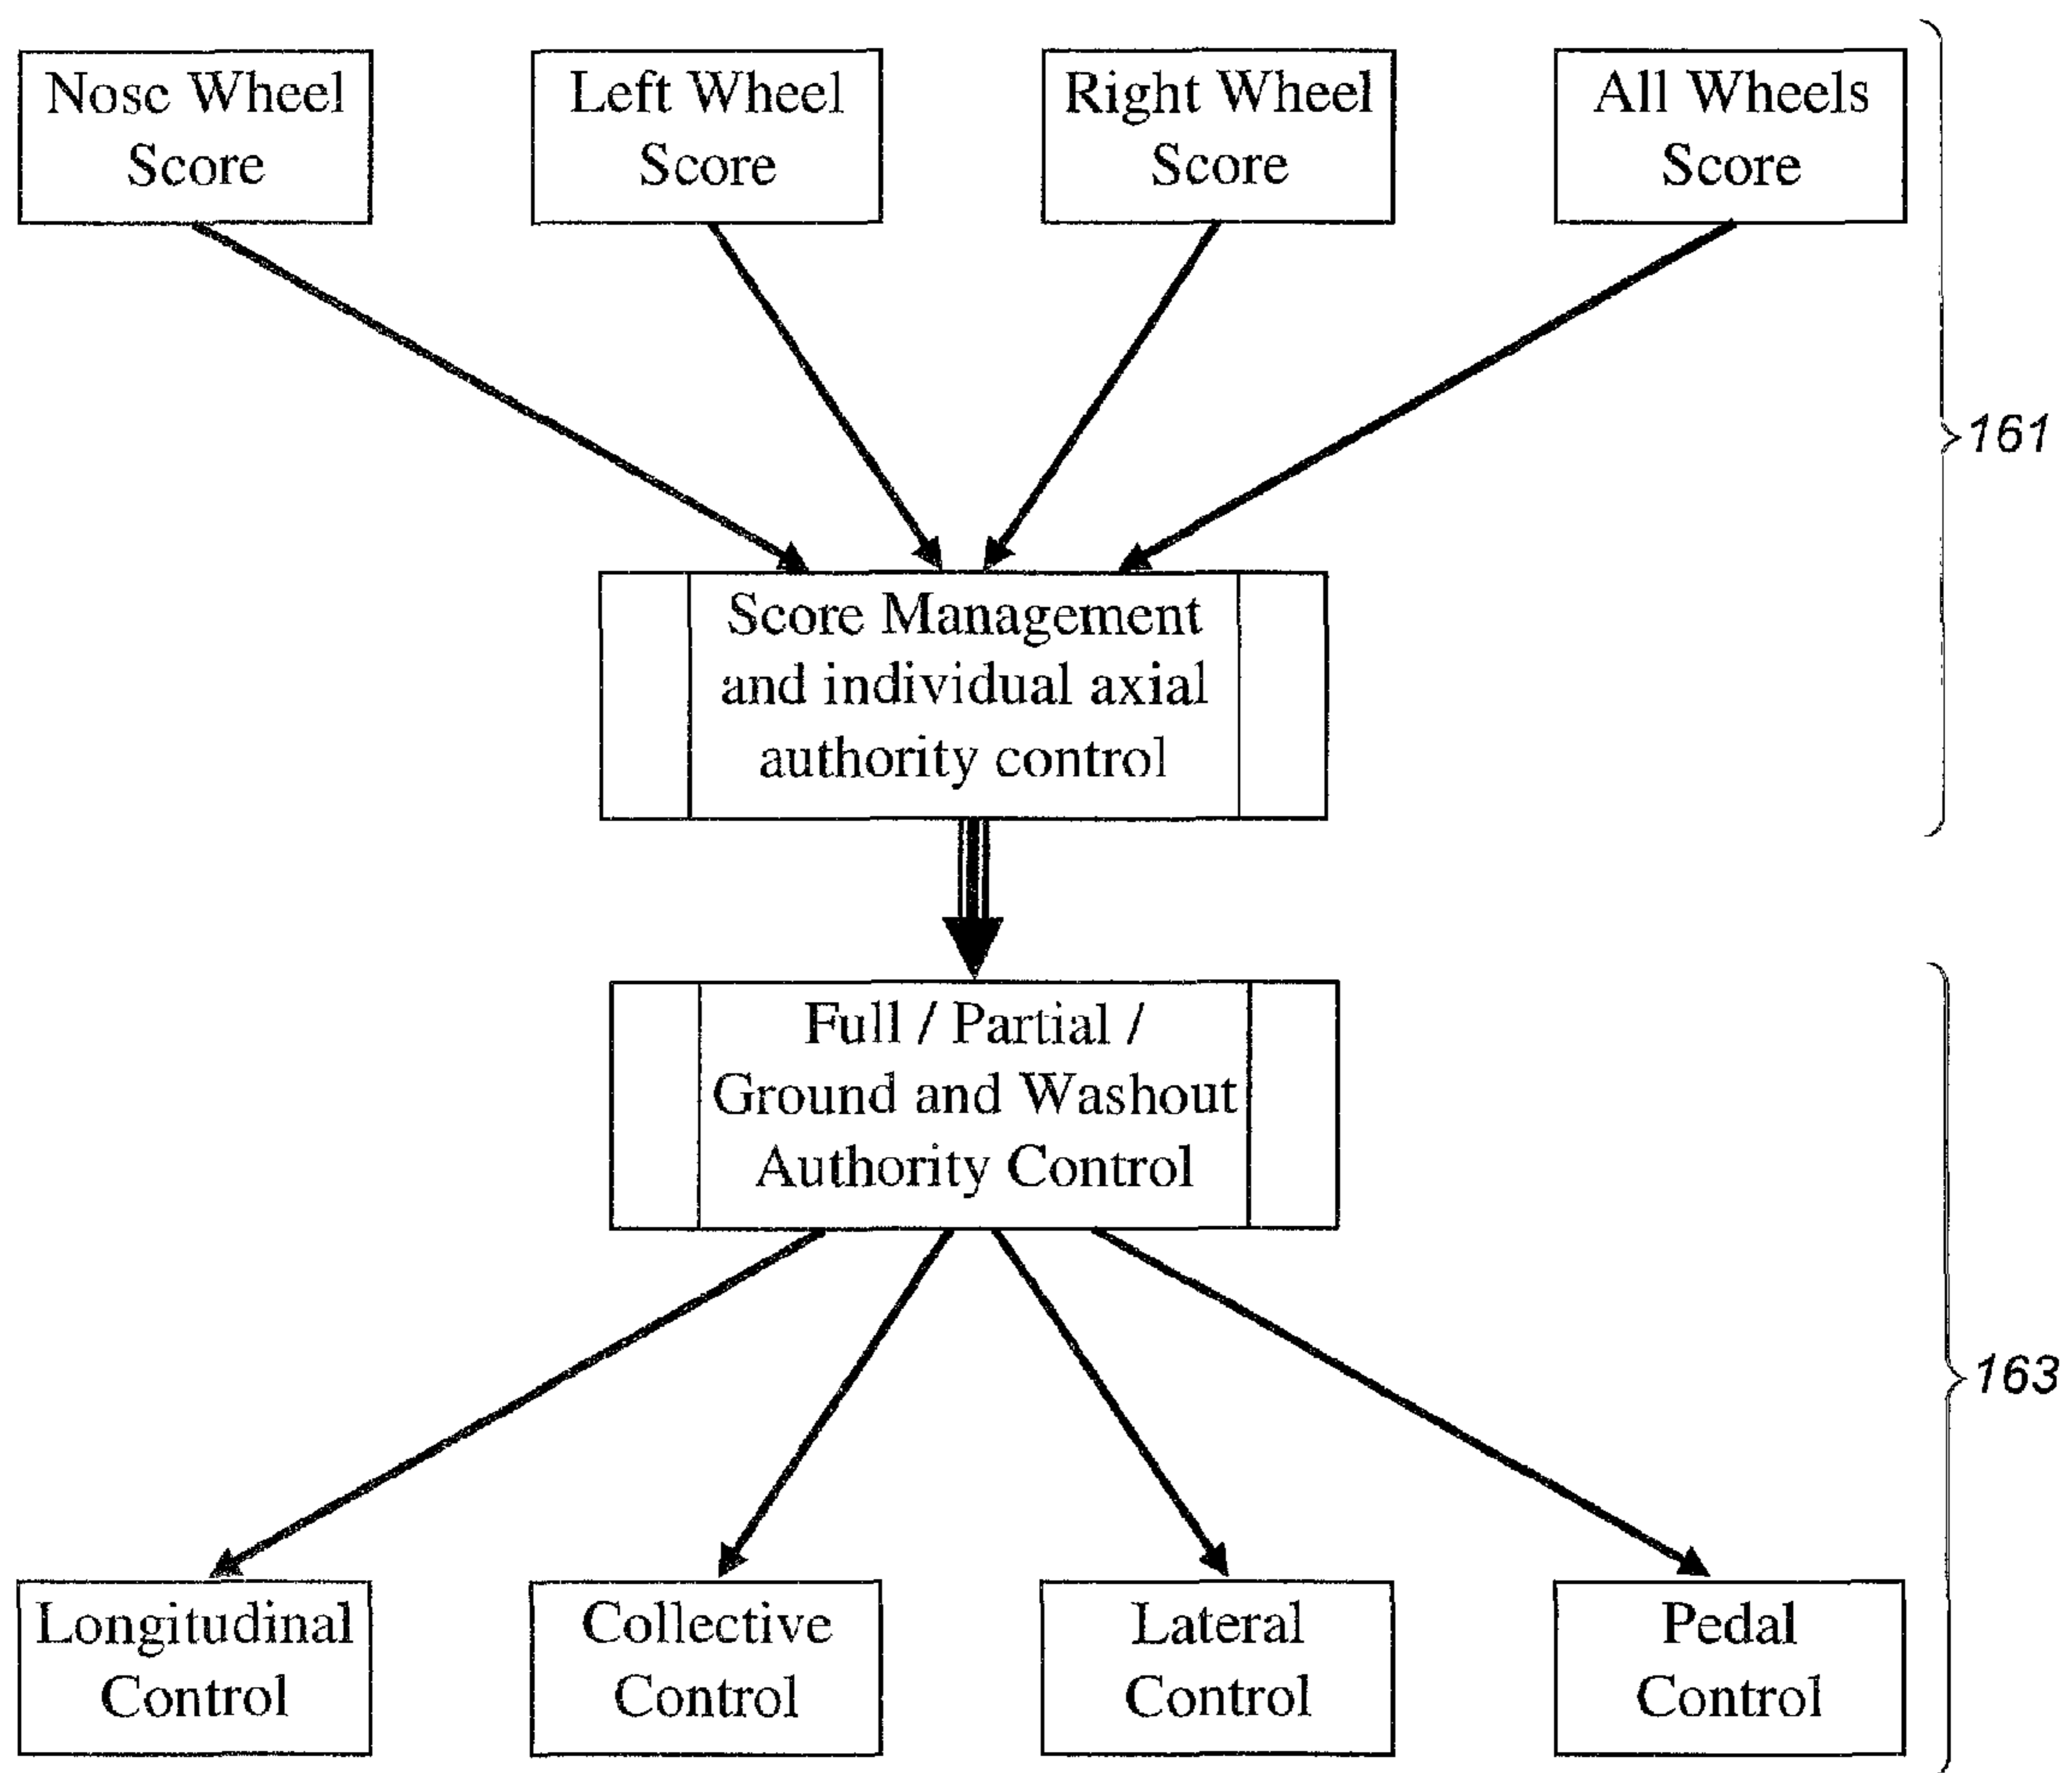 Nose Wheel
Score
Left Wheel
Score
Right Wheel
Score
All Wheels
Score
161
Score Management
and individual axial
authority control
Full / Partial /
Ground and Washout
Authority Control
163
Longitudinal
Control
Collective
Control
Lateral
Control
Pedal
Control